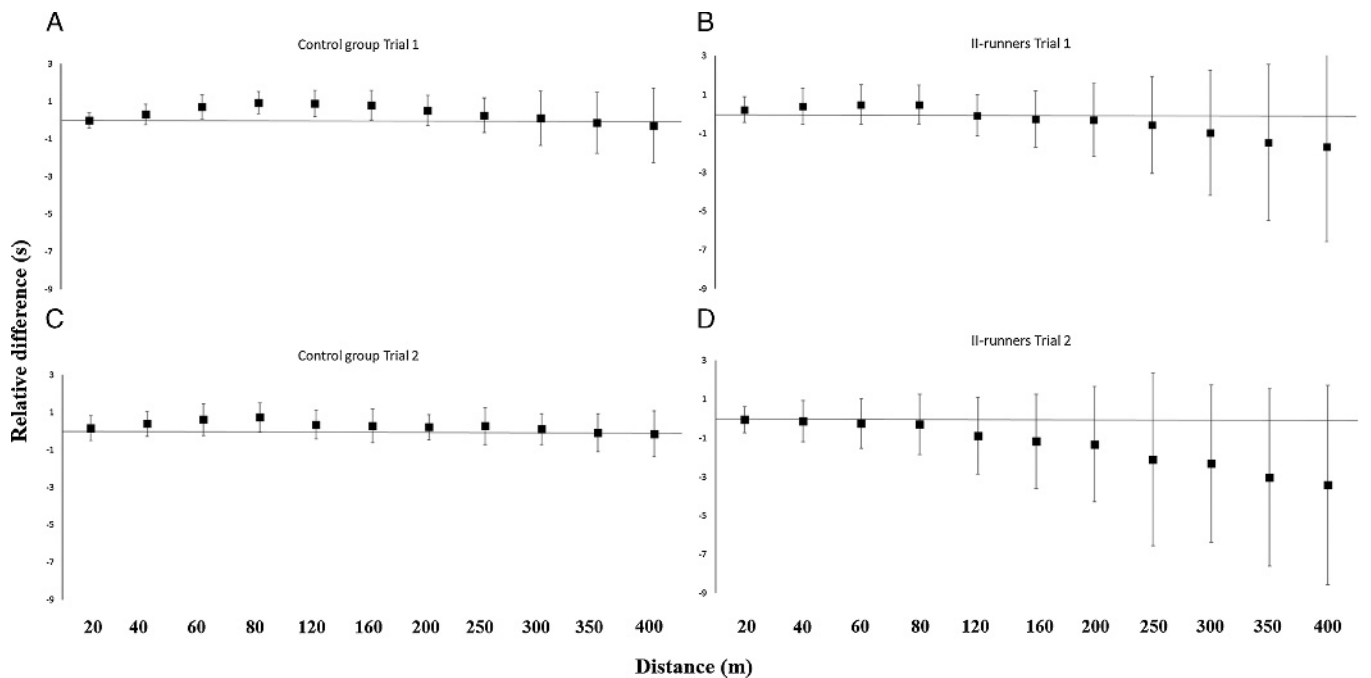 A
Control group Trial 1
3
1
-1
-3
-5
-7
-9
B
II-runners Trial 1
3
1
-1
-3
-5
-7
-9
Relative difference (s)
C
Control group Trial 2
3
1
-1
-3
-5
-7
-9
20 40 60 80 120 160 200 250 300 350 400
D
II-runners Trial 2
3
1
-1
-3
-5
-7
-9
20 40 60 80 120 160 200 250 300 350 400
Distance (m)